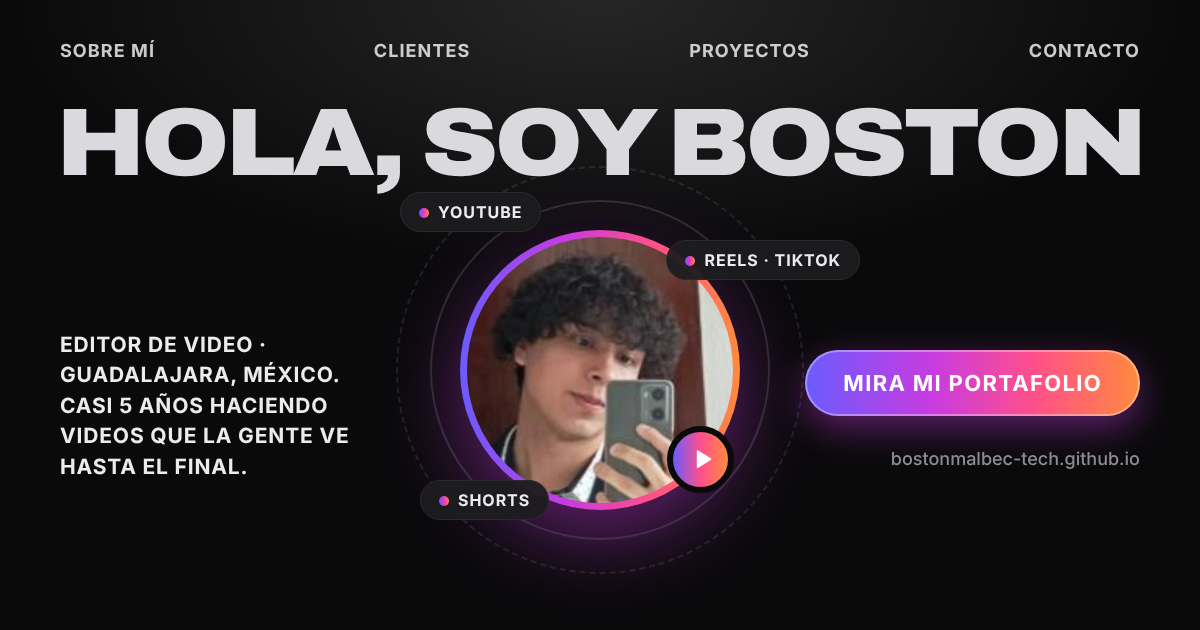 SOBRE MÍ
CLIENTES
PROYECTOS
CONTACTO
HOLA, SOY BOSTON
YOUTUBE
REELS · TIKTOK
EDITOR DE VIDEO ·
GUADALAJARA, MÉXICO.
CASI 5 AÑOS HACIENDO
VIDEOS QUE LA GENTE VE
HASTA EL FINAL.
MIRA MI PORTAFOLIO
bostonmalbec-tech.github.io
SHORTS